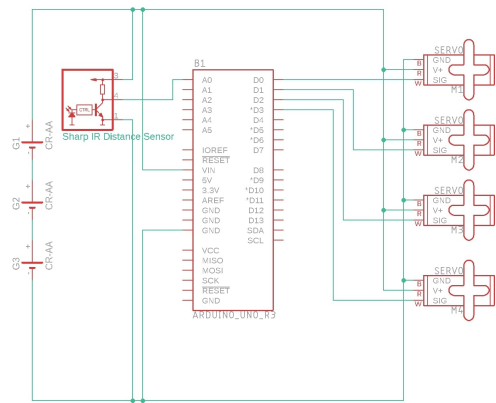 SERVO
GND
V+
SIG
B
R
W
M1
SERVO
GND
V+
SIG
B
R
W
M2
SERVO
GND
V+
SIG
B
R
W
M3
SERVO
GND
V+
SIG
B
R
W
M4
3
2
1
CTRL
Sharp IR Distance Sensor
G1
+
-
CR-AA
G2
+
-
CR-AA
G3
+
-
CR-AA
B1
A0
A1
A2
A3
A4
A5
IOREF
RESET
VIN
5V
3.3V
AREF
GND
GND
GND
VCC
MISO
MOSI
SCK
RESET
GND
D0
D1
D2
*D3
D4
*D5
*D6
D7
D8
*D9
*D10
*D11
D12
D13
SDA
SCL
ARDUINO_UNO_R3